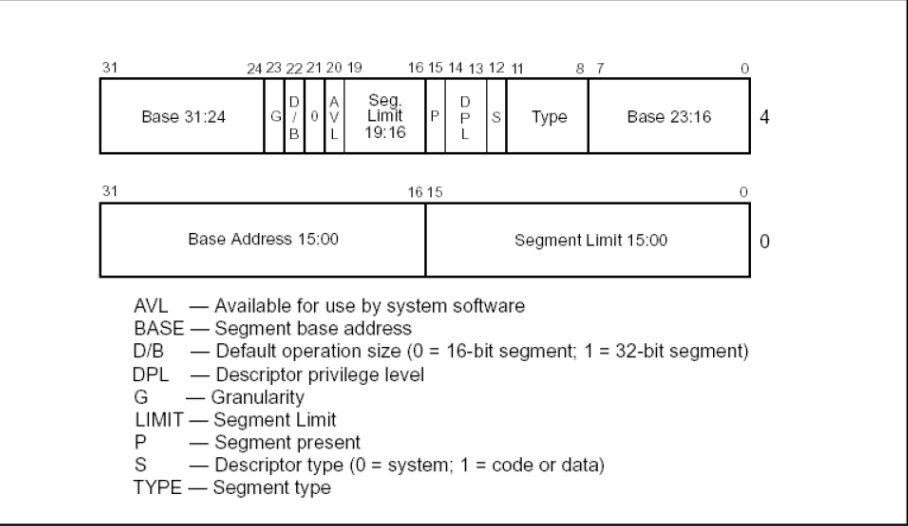 31 24 23 22 21 20 19 16 15 14 13 12 11 8 7 0
Base 31:24 G D/B 0 AVL Seg. Limit 19:16 P DPL S Type Base 23:16 4
31 16 15 0
Base Address 15:00 Segment Limit 15:00 0
AVL — Available for use by system software
BASE — Segment base address
D/B — Default operation size (0 = 16-bit segment; 1 = 32-bit segment)
DPL — Descriptor privilege level
G — Granularity
LIMIT — Segment Limit
P — Segment present
S — Descriptor type (0 = system; 1 = code or data)
TYPE — Segment type